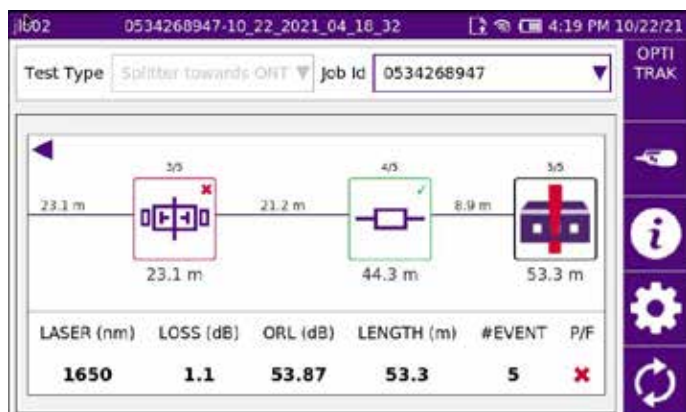 jlb02 0534268947-10_22_2021_04_18_32 4:19 PM 10/22/21
OPTI
TRAK
Test Type Splitter towards ONT Job Id 0534268947
3/5 4/5 5/5
23.1 m 21.2 m 8.9 m
23.1 m 44.3 m 53.3 m
LASER (nm) LOSS (dB) ORL (dB) LENGTH (m) #EVENT P/F
1650 1.1 53.87 53.3 5